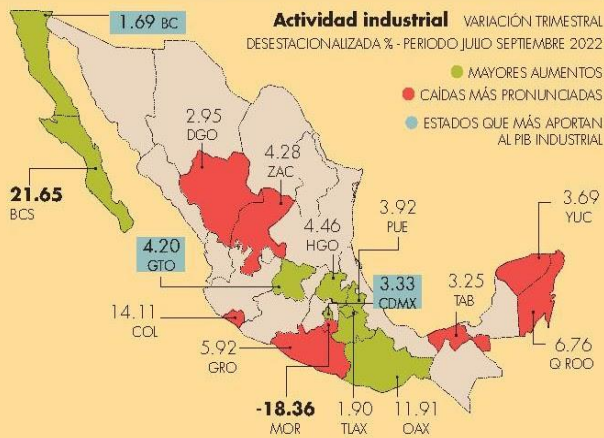 Actividad industrial VARIACIÓN TRIMESTRAL
DESESTACIONALIZADA % - PERIODO JULIO SEPTIEMBRE 2022
MAYORES AUMENTOS
CAÍDAS MÁS PRONUNCIADAS
ESTADOS QUE MÁS APORTAN
AL PIB INDUSTRIAL
1.69 BC
2.95
DGO
4.28
ZAC
21.65
BCS
4.46
HGO
3.92
PUE
3.69
YUC
4.20
GTO
3.33
CDMX
3.25
TAB
14.11
COL
5.92
GRO
6.76
Q ROO
-18.36
MOR
1.90
TLAX
11.91
OAX